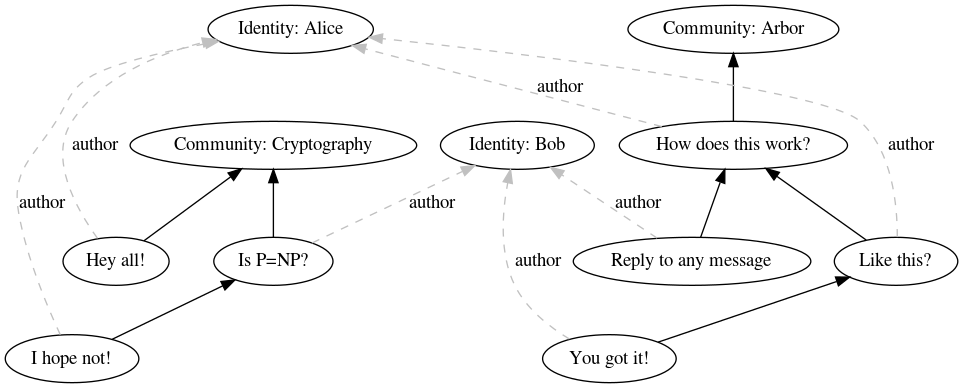 Identity: Alice
Community: Arbor
author
author
Community: Cryptography
Identity: Bob
How does this work?
author
author
author
author
Hey all!
Is P=NP?
author
Reply to any message
Like this?
I hope not!
You got it!